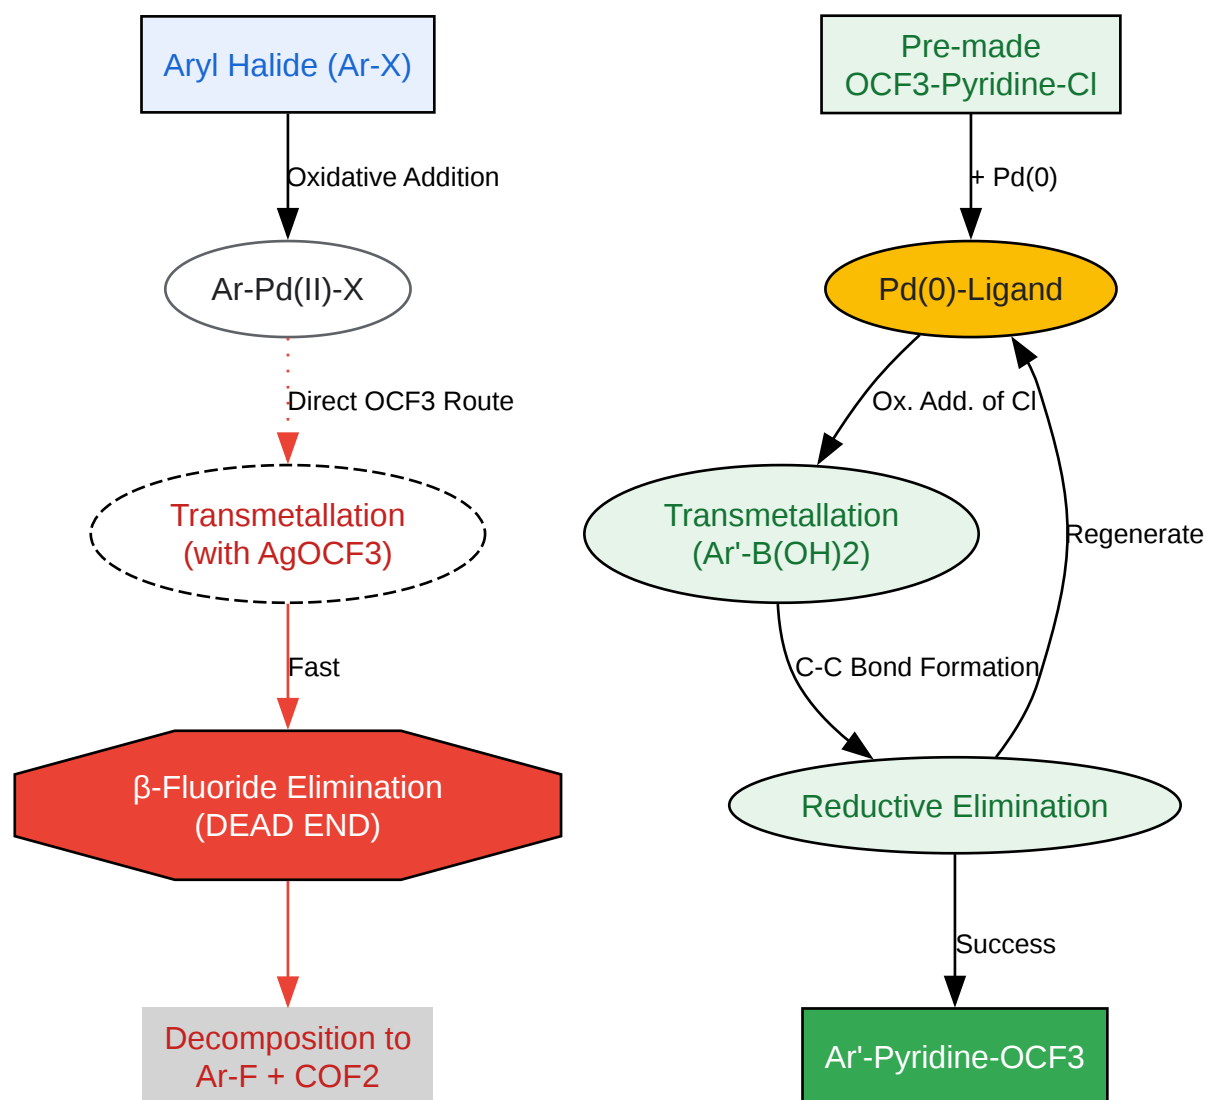 Aryl Halide (Ar-X)
Oxidative Addition
Ar-Pd(II)-X
Direct OCF3 Route
Transmetallation
(with AgOCF3)
Fast
β-Fluoride Elimination
(DEAD END)
Decomposition to
Ar-F + COF2
Pre-made
OCF3-Pyridine-Cl
+ Pd(0)
Pd(0)-Ligand
Ox. Add. of Cl
Transmetallation
(Ar'-B(OH)2)
Regenerate
C-C Bond Formation
Reductive Elimination
Success
Ar'-Pyridine-OCF3